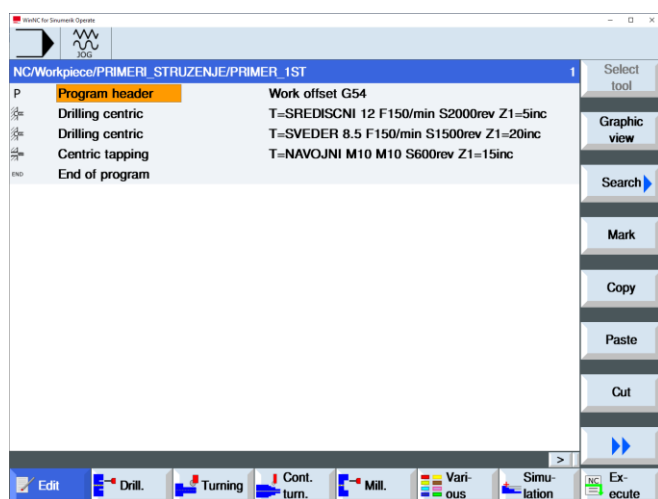 WinNC for Sinumerik Operate
JOG
NC/Workpiece/PRIMERI_STRUZENJE/PRIMER_1ST 1
P Program header Work offset G54
Drilling centric T=SREDISCNI 12 F150/min S2000rev Z1=5inc
Drilling centric T=SVEDER 8.5 F150/min S1500rev Z1=20inc
Centric tapping T=NAVOJNI M10 M10 S600rev Z1=15inc
END End of program
Select
tool
Graphic
view
Search
Mark
Copy
Paste
Cut
>
Edit
Drill.
Turning
Cont.
turn.
Mill.
Vari-
ous
Simu-
lation
NC Ex-
ecute